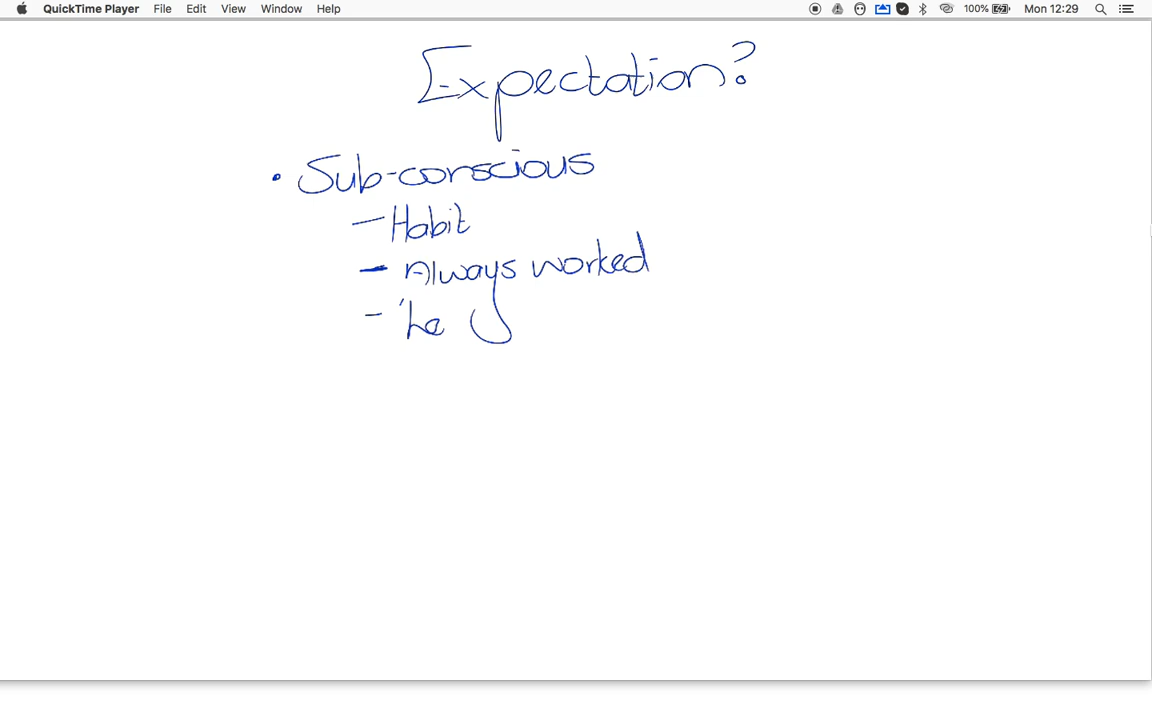 QuickTime Player File Edit View Window Help 100% Mon 12:29
Expectation?
• Sub-conscious
- Habit
- Always worked
-